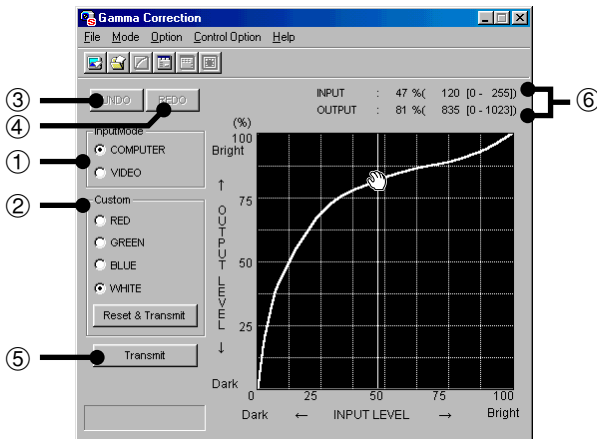 Gamma Correction
File Mode Option Control Option Help
③ UNDO REDO
④
INPUT : 47 %( 120 [0 - 255])
OUTPUT : 81 %( 835 [0 - 1023])
⑥
InputMode
① COMPUTER
VIDEO
② Custom
RED
GREEN
BLUE
WHITE
Reset & Transmit
⑤ Transmit
(%)
100
Bright
75
50
25
Dark
↑ OUTPUT LEVEL ↓
0 25 50 75 100
Dark ← INPUT LEVEL → Bright